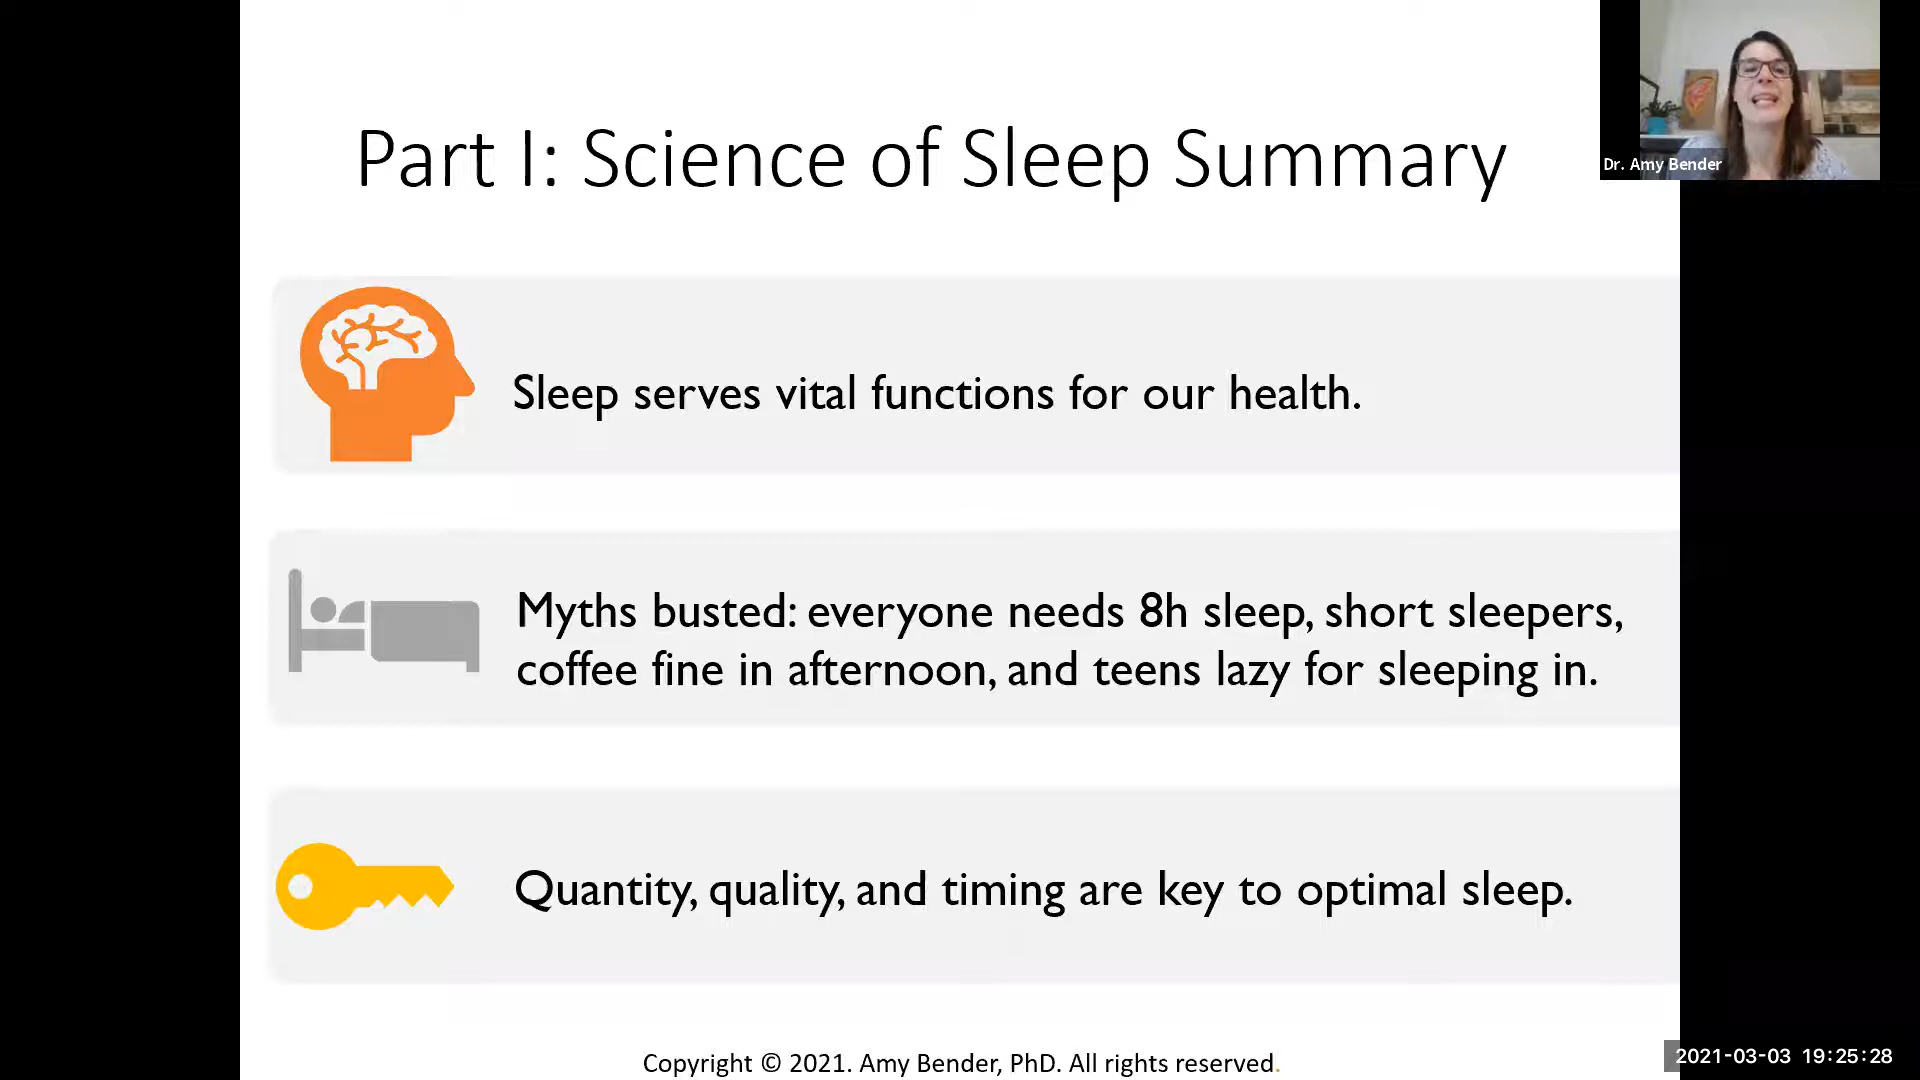 Part I: Science of Sleep Summary
Dr. Amy Bender
Sleep serves vital functions for our health.
Myths busted: everyone needs 8h sleep, short sleepers,
coffee fine in afternoon, and teens lazy for sleeping in.
Quantity, quality, and timing are key to optimal sleep.
Copyright © 2021. Amy Bender, PhD. All rights reserved.
2021-03-03 19:25:28